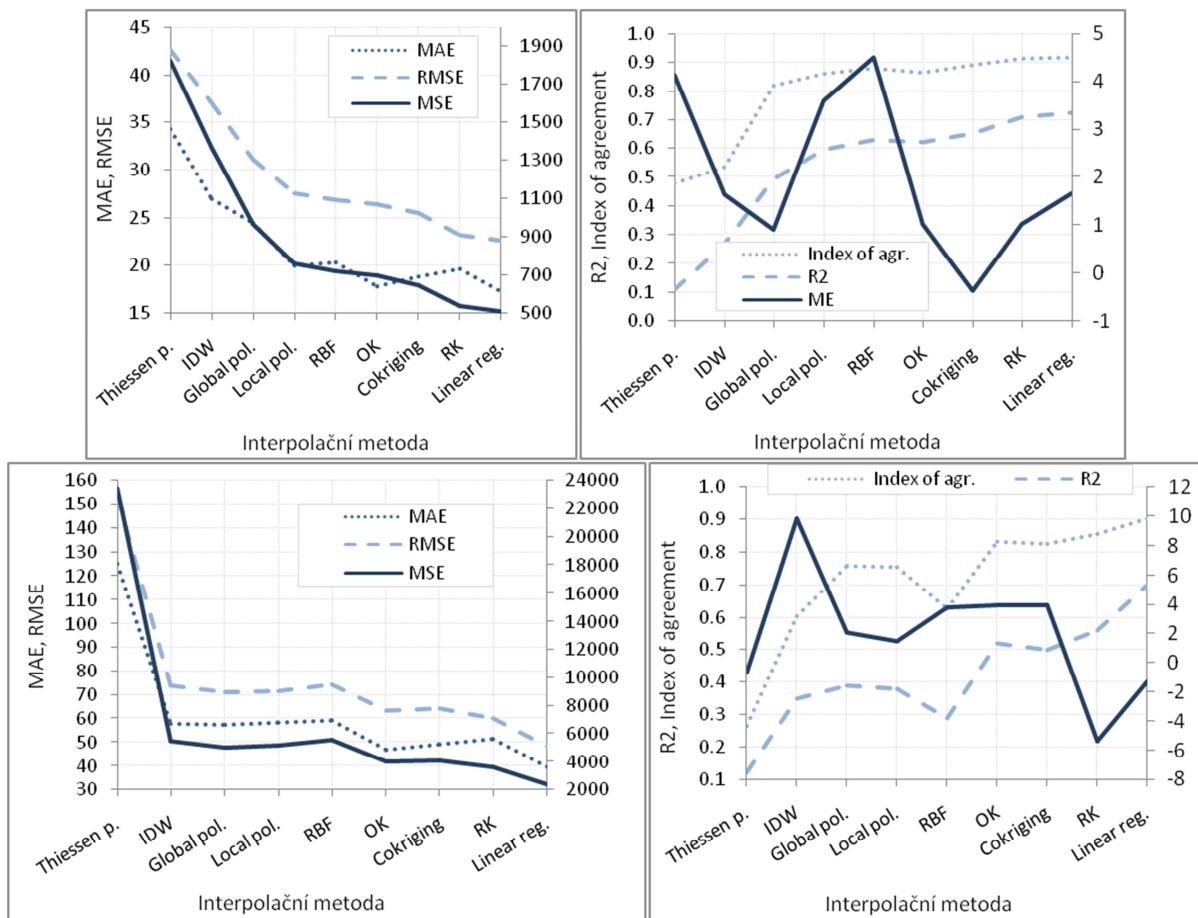 45
40
35
30
25
20
15
MAE, RMSE
MAE
RMSE
MSE
1900
1700
1500
1300
1100
900
700
500
Thiessen p.
IDW
Global pol.
Local pol.
RBF
OK
Cokriging
RK
Linear reg.
Interpolační metoda
1.0
0.9
0.8
0.7
0.6
0.5
0.4
0.3
0.2
0.1
0.0
R2, Index of agreement
Index of agr.
R2
ME
5
4
3
2
1
0
-1
Thiessen p.
IDW
Global pol.
Local pol.
RBF
OK
Cokriging
RK
Linear reg.
Interpolační metoda
160
150
140
130
120
110
100
90
80
70
60
50
40
30
MAE, RMSE
MAE
RMSE
MSE
24000
22000
20000
18000
16000
14000
12000
10000
8000
6000
4000
2000
Thiessen p.
IDW
Global pol.
Local pol.
RBF
OK
Cokriging
RK
Linear reg.
Interpolační metoda
Index of agr.
R2
1.0
0.9
0.8
0.7
0.6
0.5
0.4
0.3
0.2
0.1
R2, Index of agreement
12
10
8
6
4
2
0
-2
-4
-6
-8
Thiessen p.
IDW
Global pol.
Local pol.
RBF
OK
Cokriging
RK
Linear reg.
Interpolační metoda